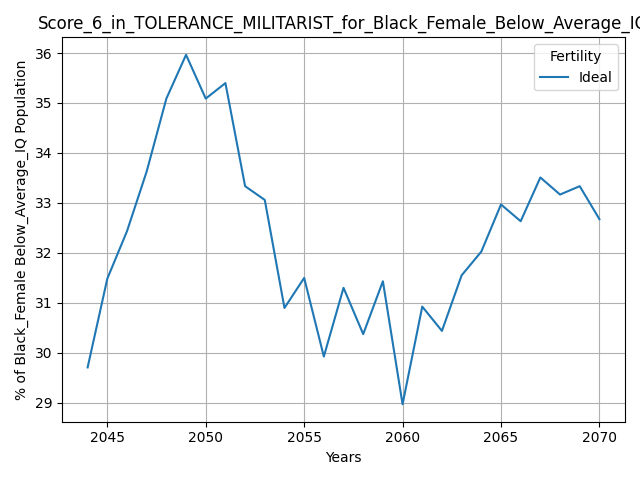 Score_6_in_TOLERANCE_MILITARIST_for_Black_Female_Below_Average_IQ
Fertility
Ideal
% of Black_Female Below_Average_IQ Population
36
35
34
33
32
31
30
29
2045 2050 2055 2060 2065 2070
Years